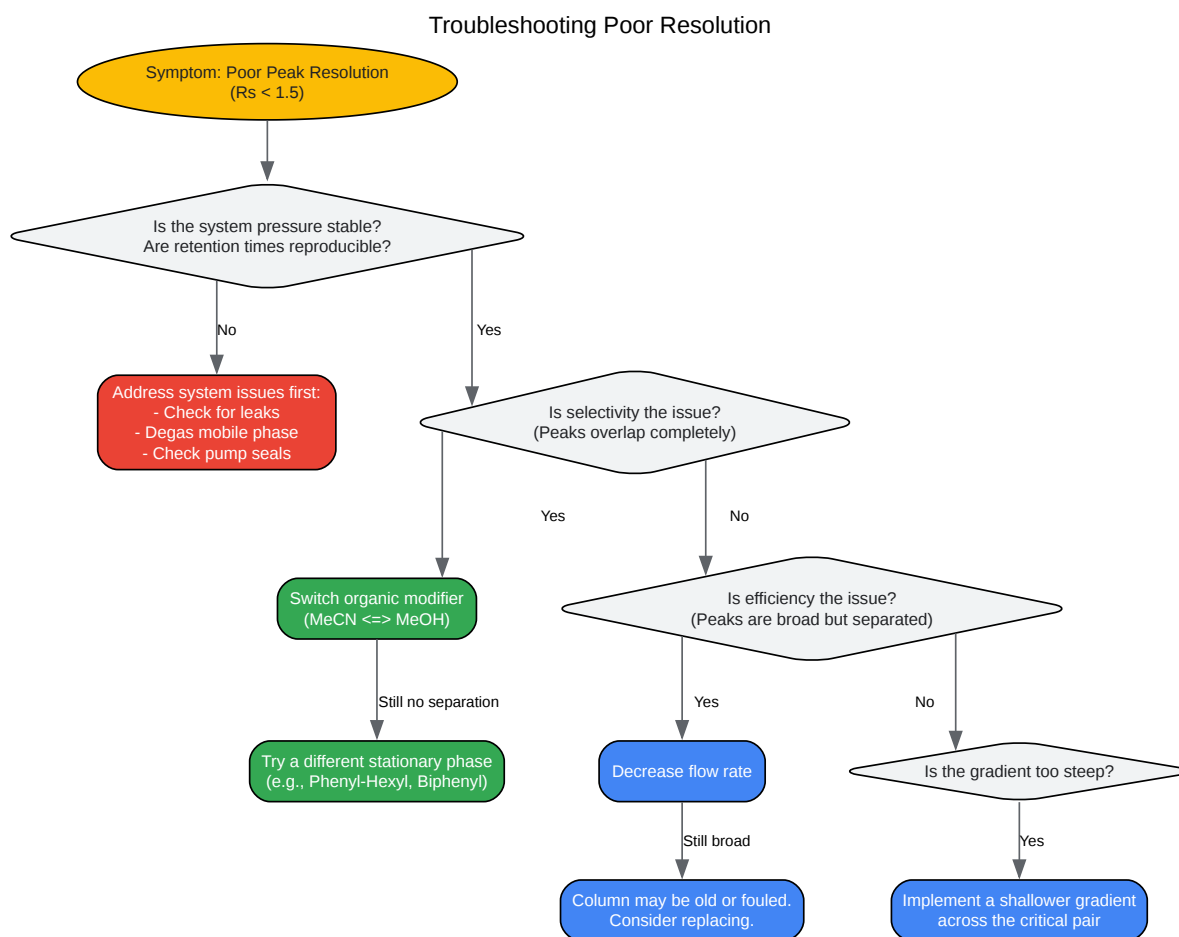 Troubleshooting Poor Resolution
Symptom: Poor Peak Resolution
(Rs < 1.5)
Is the system pressure stable?
Are retention times reproducible?
No
Yes
Address system issues first:
- Check for leaks
- Degas mobile phase
- Check pump seals
Is selectivity the issue?
(Peaks overlap completely)
Yes
No
Switch organic modifier
(MeCN <=> MeOH)
Is efficiency the issue?
(Peaks are broad but separated)
Still no separation
Yes
No
Try a different stationary phase
(e.g., Phenyl-Hexyl, Biphenyl)
Decrease flow rate
Is the gradient too steep?
Still broad
Yes
Column may be old or fouled.
Consider replacing.
Implement a shallower gradient
across the critical pair